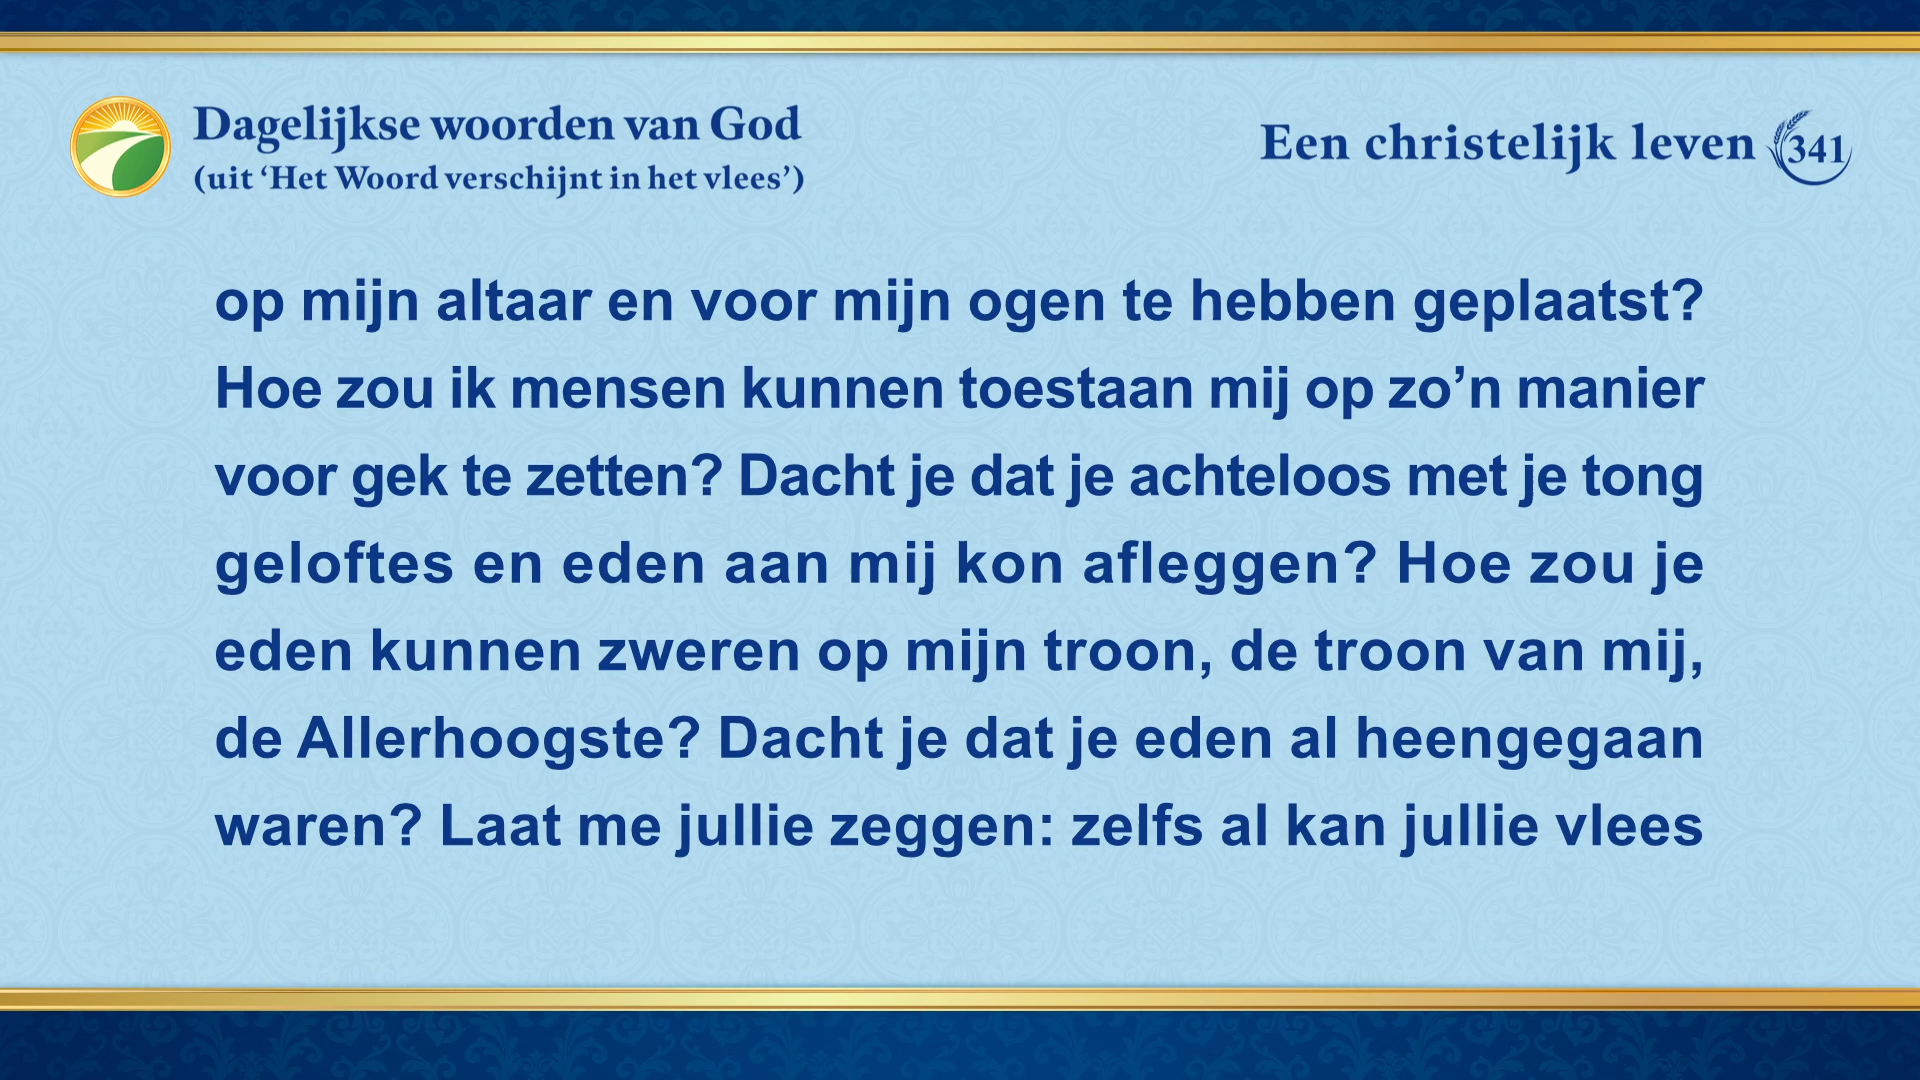 Dagelijkse woorden van God
(uit ‘Het Woord verschijnt in het vlees’)
Een christelijk leven 341
op mijn altaar en voor mijn ogen te hebben geplaatst?
Hoe zou ik mensen kunnen toestaan mij op zo’n manier
voor gek te zetten? Dacht je dat je achteloos met je tong
geloftes en eden aan mij kon afleggen? Hoe zou je
eden kunnen zweren op mijn troon, de troon van mij,
de Allerhoogste? Dacht je dat je eden al heengegaan
waren? Laat me jullie zeggen: zelfs al kan jullie vlees